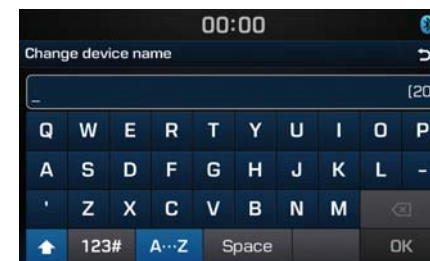 00:00
Change device name
_ (20
Q W E R T Y U I O P
A S D F G H J K L -
' Z X C V B N M
123# A···Z Space OK